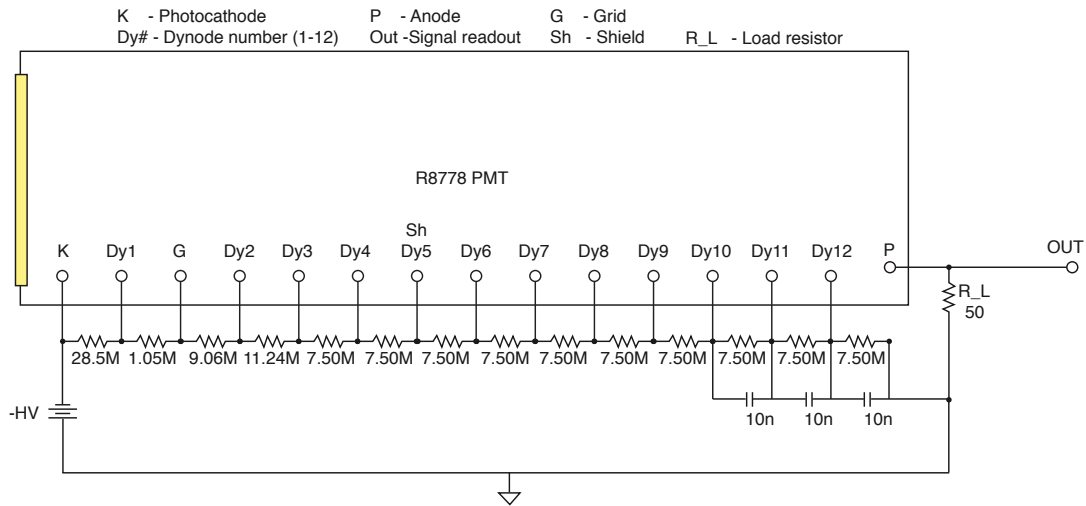 K - Photocathode P - Anode G - Grid
Dy# - Dynode number (1-12) Out -Signal readout Sh - Shield R_L - Load resistor
R8778 PMT
Sh
K Dy1 G Dy2 Dy3 Dy4 Dy5 Dy6 Dy7 Dy8 Dy9 Dy10 Dy11 Dy12 P OUT
R_L
50
28.5M 1.05M 9.06M 11.24M 7.50M 7.50M 7.50M 7.50M 7.50M 7.50M 7.50M 7.50M 7.50M 7.50M
-HV
10n 10n 10n